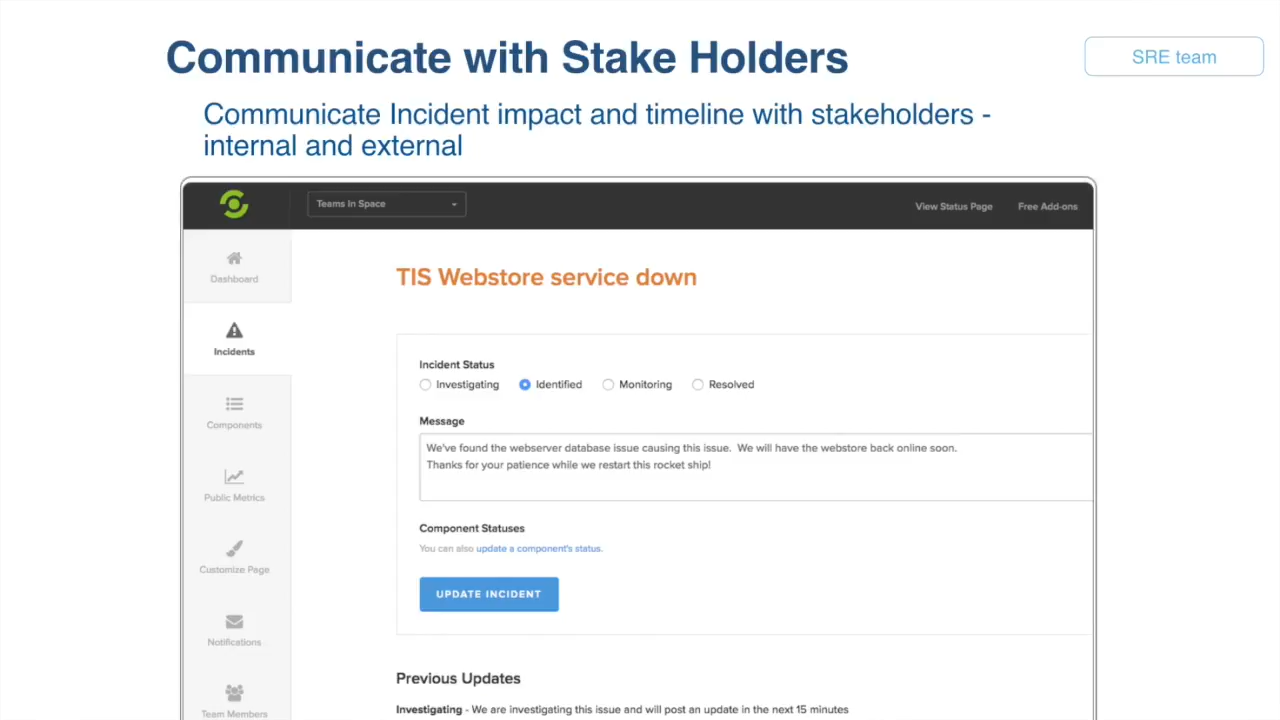 Communicate with Stake Holders
SRE team
Communicate Incident impact and timeline with stakeholders -
internal and external
Teams In Space
View Status Page
Free Add-ons
Dashboard
Incidents
Components
Public Metrics
Customize Page
Notifications
Team Members
TIS Webstore service down
Incident Status
Investigating
Identified
Monitoring
Resolved
Message
We've found the webserver database issue causing this issue.  We will have the webstore back online soon.
Thanks for your patience while we restart this rocket ship!
Component Statuses
You can also update a component's status.
UPDATE INCIDENT
Previous Updates
Investigating - We are investigating this issue and will post an update in the next 15 minutes